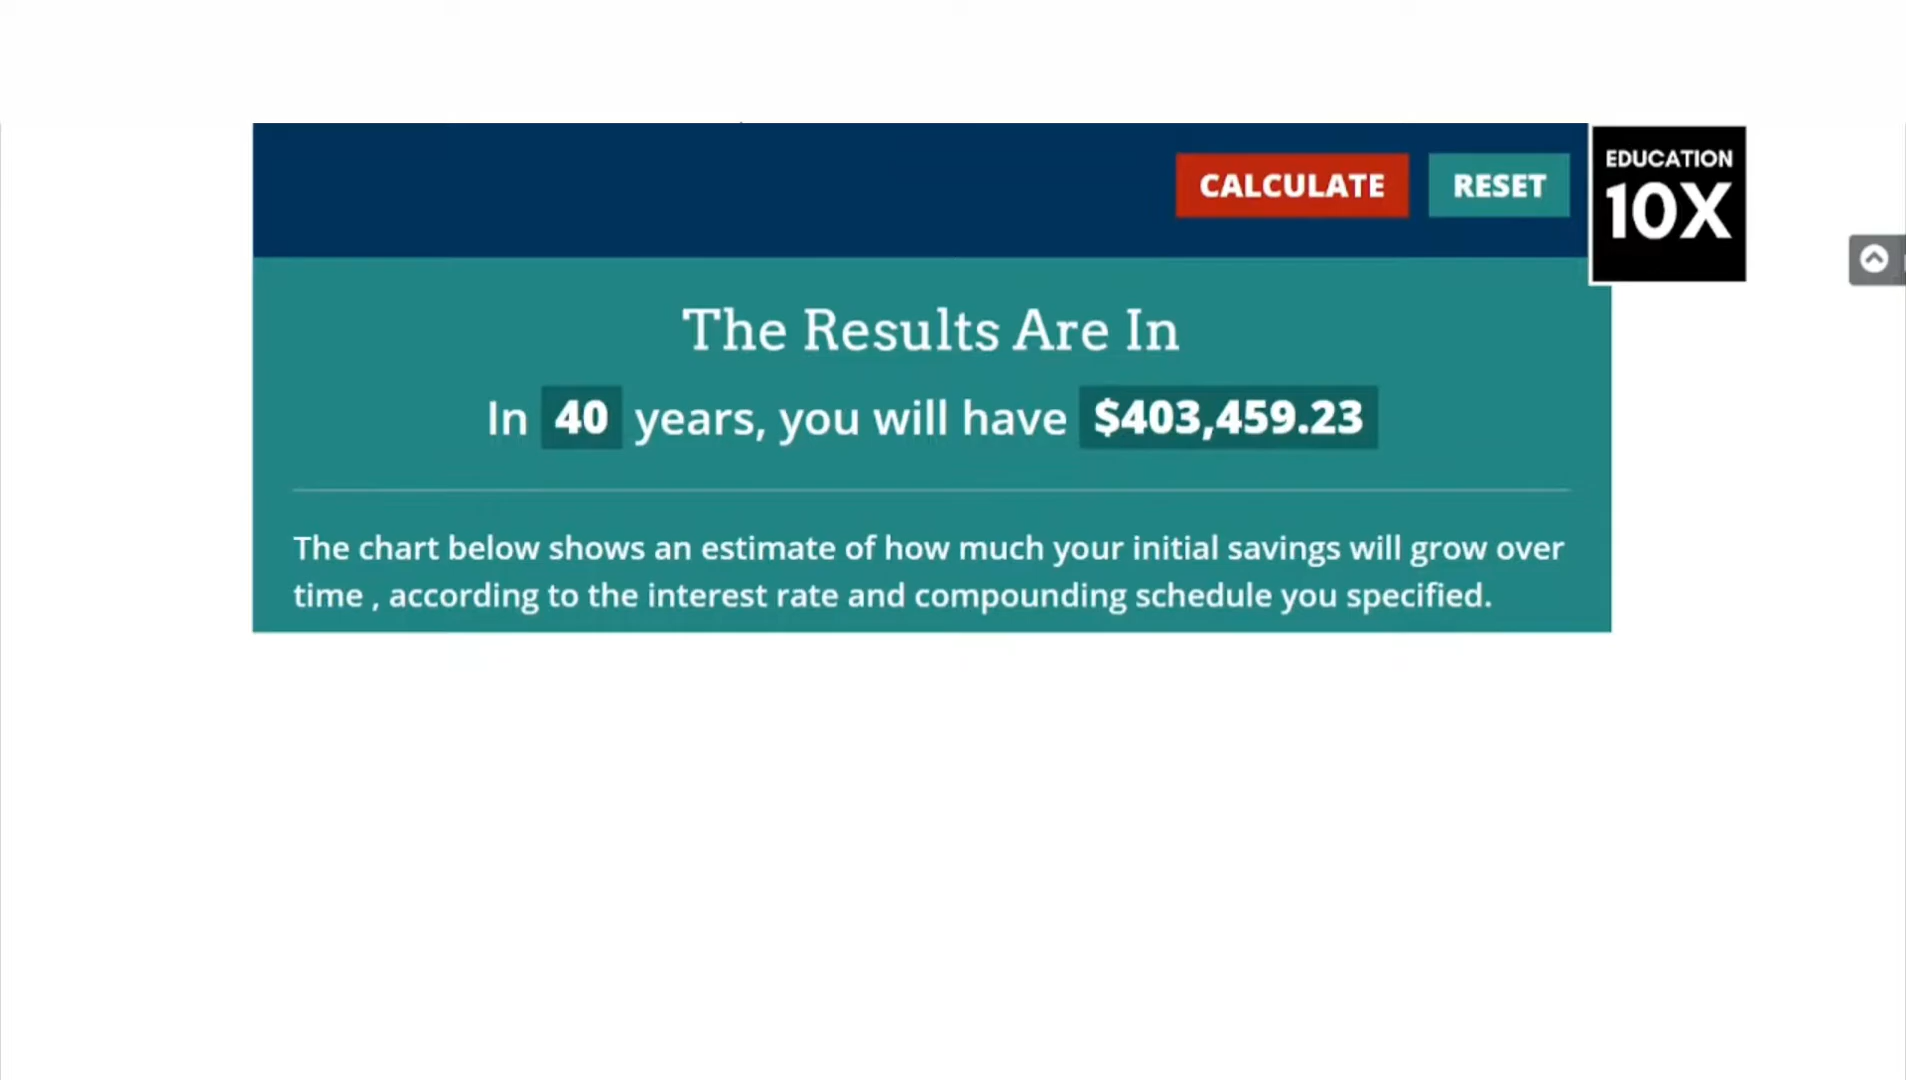 CALCULATE RESET
EDUCATION
10X
The Results Are In
In 40 years, you will have $403,459.23
The chart below shows an estimate of how much your initial savings will grow over
time , according to the interest rate and compounding schedule you specified.